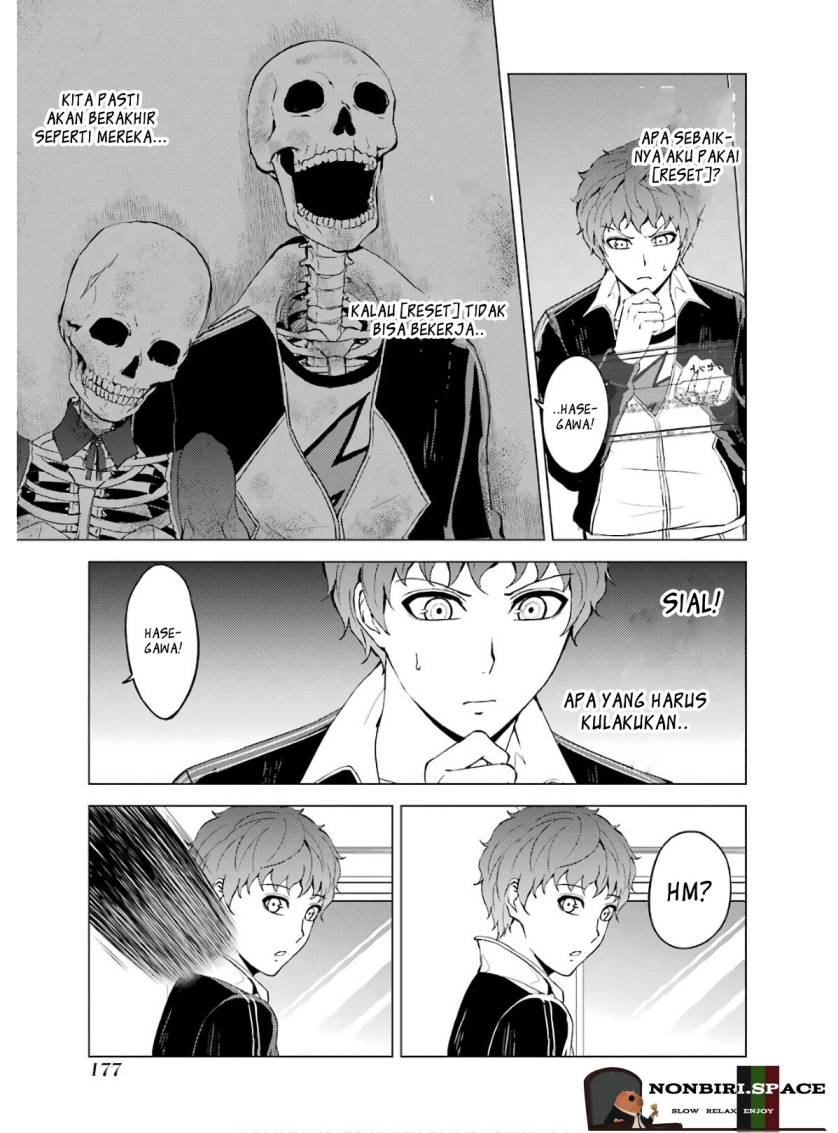 APA SEBAIK-
NYA AKU PAKAI
[RESET]?
..HASE-
GAWA!
KALAU [RESET] TIDAK
BISA BEKERJA..
KITA PASTI
AKAN BERAKHIR
SEPERTI MEREKA...
SIAL!
APA YANG HARUS
KULAKUKAN..
HASE-
GAWA!
HM?
177
NONBIRI.SPACE
SLOW RELAX ENJOY